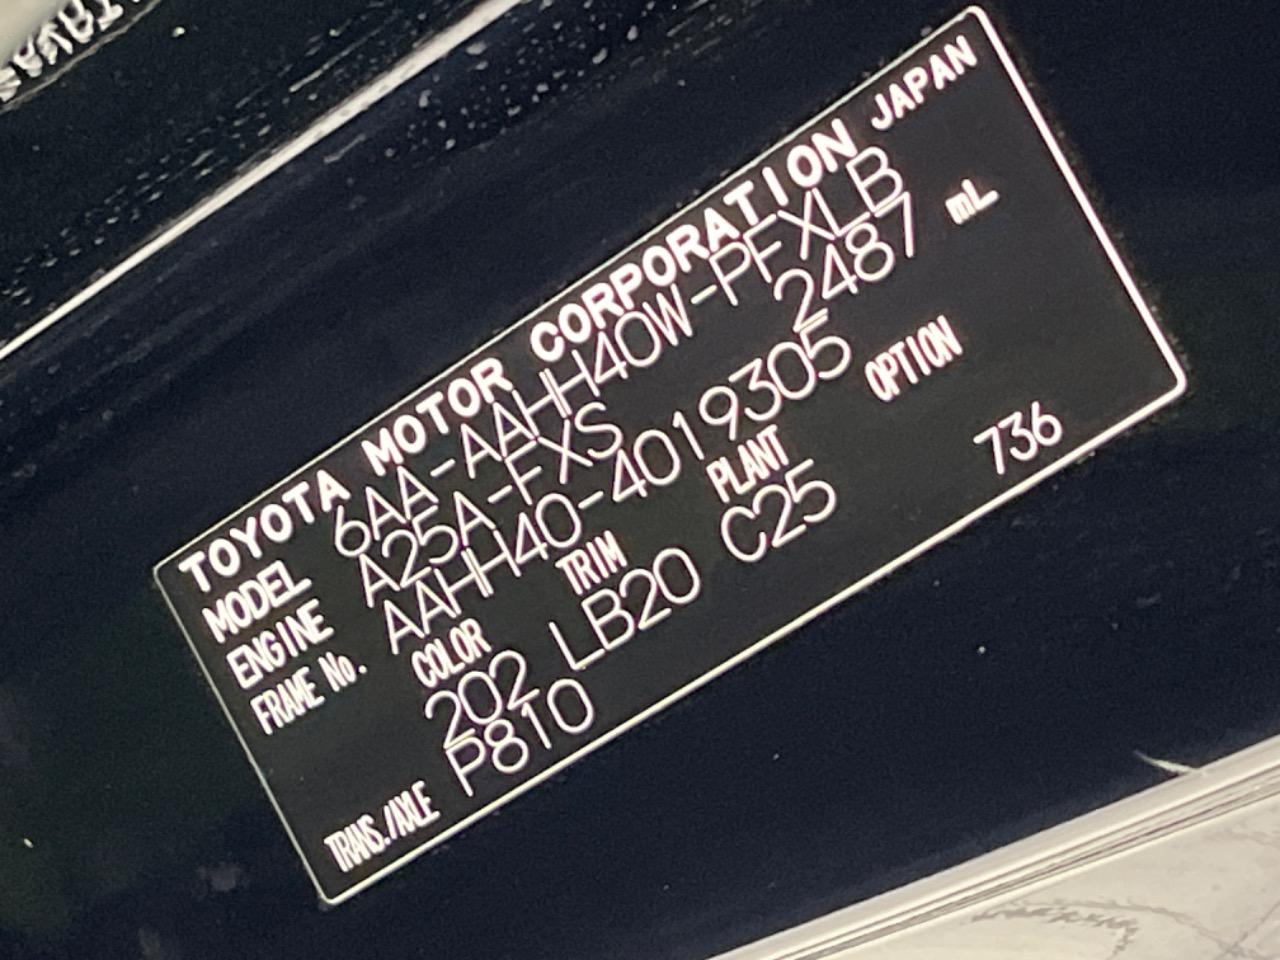 TOYOTA MOTOR CORPORATION JAPAN
MODEL 6AA-AAHH40W-PFXLB
ENGINE A25A-FXS 2487 mL
FRAME No. AAHH40-4019305
COLOR TRIM PLANT OPTION
202 LB20 C25 736
TRANS./AXLE P810